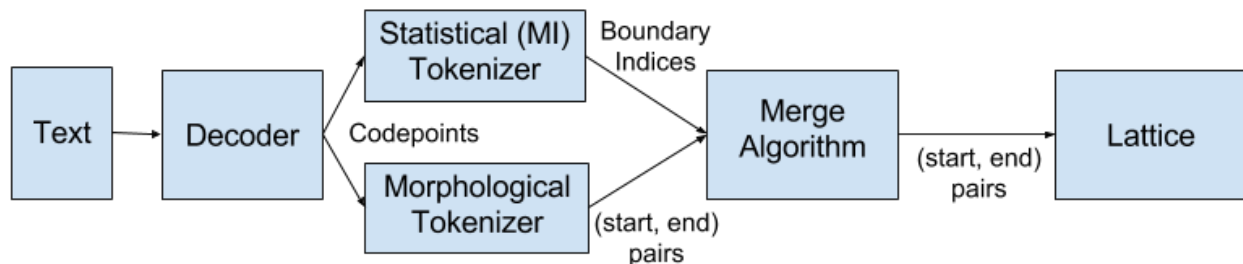 Text
Decoder
Codepoints
Statistical (MI)
Tokenizer
Morphological
Tokenizer
Boundary
Indices
(start, end)
pairs
Merge
Algorithm
(start, end)
pairs
Lattice